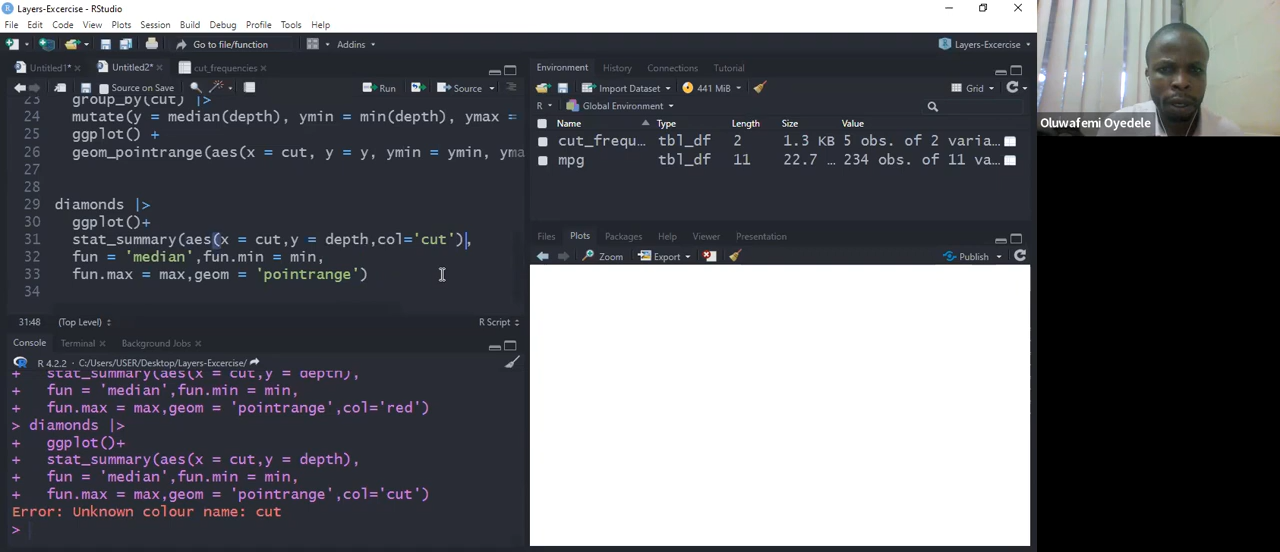 Layers-Excercise - RStudio
File Edit Code View Plots Session Build Debug Profile Tools Help
Go to file/function
Addins
Layers-Excercise
Untitled1*
Untitled2*
cut_frequencies
Source on Save
Run
Source
23 group_by(cut) |>
24 mutate(y = median(depth), ymin = min(depth), ymax =
25 ggplot() +
26 geom_pointrange(aes(x = cut, y = y, ymin = ymin, yma
27
28
29 diamonds |>
30 ggplot()+
31 stat_summary(aes(x = cut,y = depth,col='cut'),
32 fun = 'median',fun.min = min,
33 fun.max = max,geom = 'pointrange')
34
31:48 (Top Level) R Script
Console Terminal Background Jobs
R 4.2.2 · C:/Users/USER/Desktop/Layers-Excercise/
+ stat_summary(aes(x = cut,y = depth),
+ fun = 'median',fun.min = min,
+ fun.max = max,geom = 'pointrange',col='red')
> diamonds |>
+ ggplot()+
+ stat_summary(aes(x = cut,y = depth),
+ fun = 'median',fun.min = min,
+ fun.max = max,geom = 'pointrange',col='cut')
Error: Unknown colour name: cut
>
Environment History Connections Tutorial
Import Dataset 441 MiB Grid
R Global Environment
Name Type Length Size Value
cut_frequ... tbl_df 2 1.3 KB 5 obs. of 2 varia...
mpg tbl_df 11 22.7 ... 234 obs. of 11 va...
Files Plots Packages Help Viewer Presentation
Zoom Export Publish
Oluwafemi Oyedele